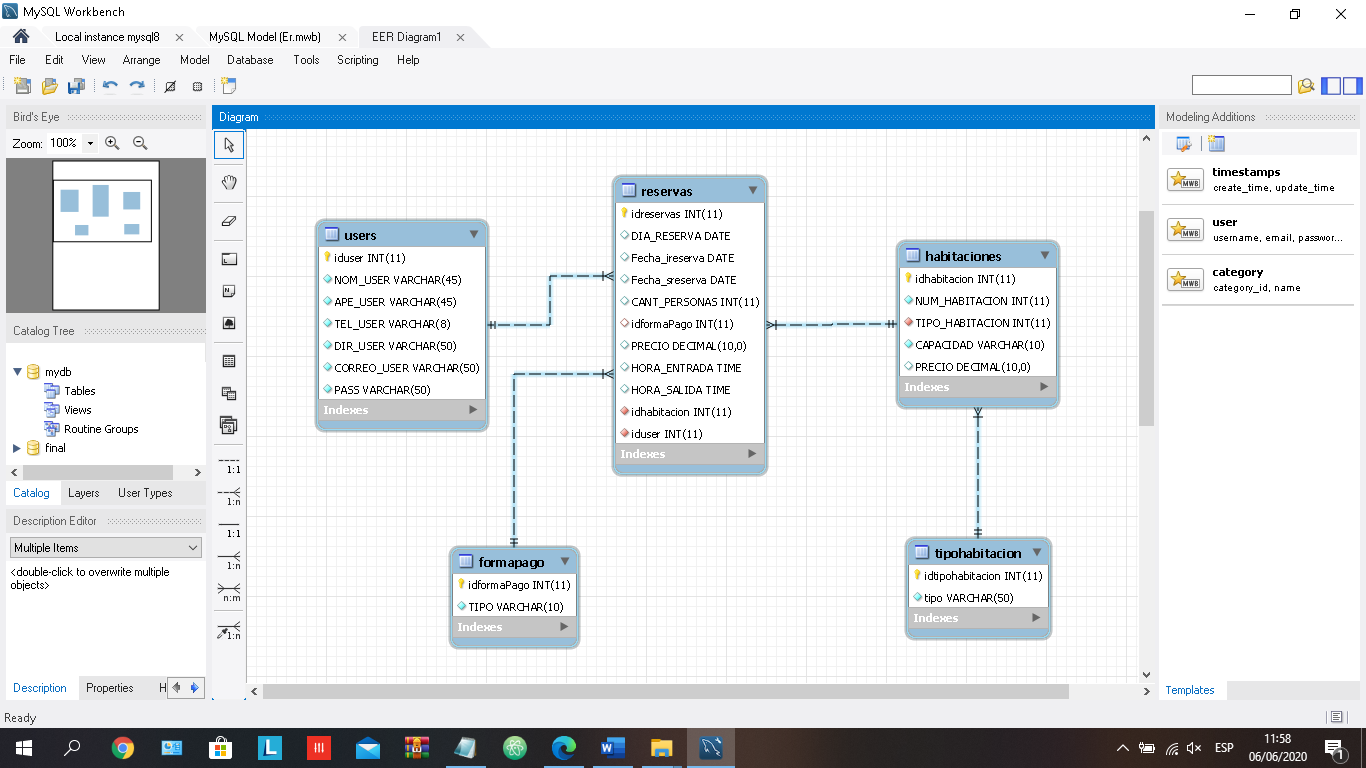 MySQL Workbench
Local instance mysql8
MySQL Model (Er.mwb)
EER Diagram1
File Edit View Arrange Model Database Tools Scripting Help
Bird's Eye
Zoom: 100%
Catalog Tree
mydb
Tables
Views
Routine Groups
final
Catalog Layers User Types
Description Editor
Multiple Items
<double-click to overwrite multiple
objects>
Description Properties H
Ready
Diagram
1:1
1:n
1:1
1:n
n:m
1:n
users
iduser INT(11)
NOM_USER VARCHAR(45)
APE_USER VARCHAR(45)
TEL_USER VARCHAR(8)
DIR_USER VARCHAR(50)
CORREO_USER VARCHAR(50)
PASS VARCHAR(50)
Indexes
reservas
idreservas INT(11)
DIA_RESERVA DATE
Fecha_ireserva DATE
Fecha_sreserva DATE
CANT_PERSONAS INT(11)
idformaPago INT(11)
PRECIO DECIMAL(10,0)
HORA_ENTRADA TIME
HORA_SALIDA TIME
idhabitacion INT(11)
iduser INT(11)
Indexes
habitaciones
idhabitacion INT(11)
NUM_HABITACION INT(11)
TIPO_HABITACION INT(11)
CAPACIDAD VARCHAR(10)
PRECIO DECIMAL(10,0)
Indexes
formapago
idformaPago INT(11)
TIPO VARCHAR(10)
Indexes
tipohabitacion
idtipohabitacion INT(11)
tipo VARCHAR(50)
Indexes
Modeling Additions
MWB
timestamps
create_time, update_time
MWB
user
username, email, passwor...
MWB
category
category_id, name
Templates
L
W
ESP
11:58
06/06/2020
1